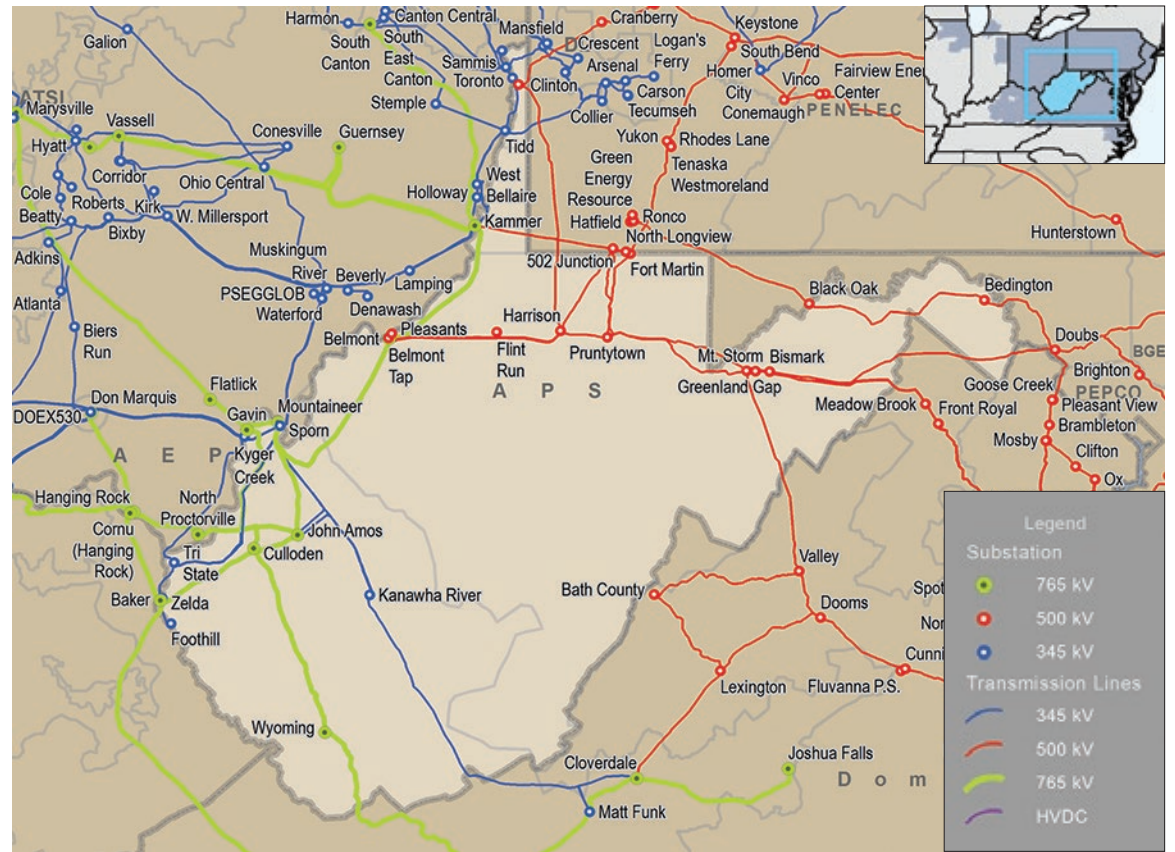 Harmon
South
Canton
Canton Central
South
East
Canton
Galion
Mansfield
Sammis
Toronto
Stemple
Cranberry
Crescent
Clinton
Arsenal
Logan's
Ferry
Carson
Tecumseh
Collier
Keystone
South Bend
Homer
City
Vinco
Conemaugh
Fairview
Center
PENELEC
ATSI
Marysville
Vassell
Hyatt
Conesville
Guernsey
Corridor
Ohio Central
Cole
Roberts
Kirk
W. Millersport
Beatty
Bixby
Adkins
Tidd
West
Bellaire
Holloway
Kammer
Yukon
Rhodes Lane
Tenaska
Westmoreland
Green
Energy
Resource
Hatfield
Ronco
North Longview
502 Junction
Fort Martin
Hunterstown
Muskingum
River
Beverly
Lamping
PSEGGLOB
Waterford
Denawash
Atlanta
Biers
Run
Belmont
Pleasants
Belmont
Tap
Flint
Run
Harrison
Pruntytown
Black Oak
Bedington
Doubs
Mt. Storm
Bismark
Greenland Gap
Meadow Brook
Front Royal
Goose Creek
Brighton
BGE
PEPCO
Pleasant View
Brambleton
Mosby
Clifton
Ox
A P S
Flatlick
Don Marquis
DOEX530
Gavin
Mountaineer
Sporn
Kyger
Creek
A E P
Hanging Rock
North
Proctorville
Cornu
(Hanging
Rock)
Tri
State
John Amos
Culloden
Baker
Zelda
Foothill
Kanawha River
Wyoming
Valley
Bath County
Dooms
Lexington
Fluvanna P.S.
Cloverdale
Joshua Falls
Matt Funk
D o m
Legend
Substation
765 kV
500 kV
345 kV
Transmission Lines
345 kV
500 kV
765 kV
HVDC